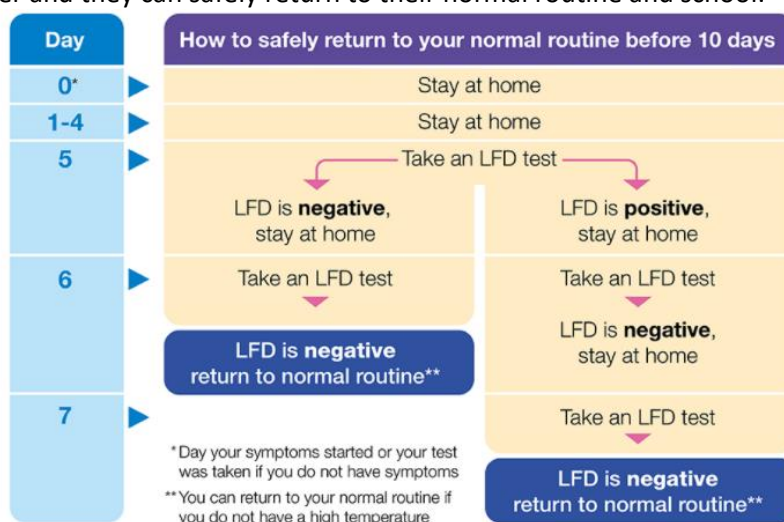 er and they can safely return to their normal routine and school.
Day
How to safely return to your normal routine before 10 days
0*
Stay at home
1-4
Stay at home
5
Take an LFD test
LFD is negative,
stay at home
LFD is positive,
stay at home
6
Take an LFD test
LFD is negative
return to normal routine**
Take an LFD test
LFD is negative,
stay at home
7
Take an LFD test
LFD is negative
return to normal routine**
*Day your symptoms started or your test
was taken if you do not have symptoms
**You can return to your normal routine if
you do not have a high temperature